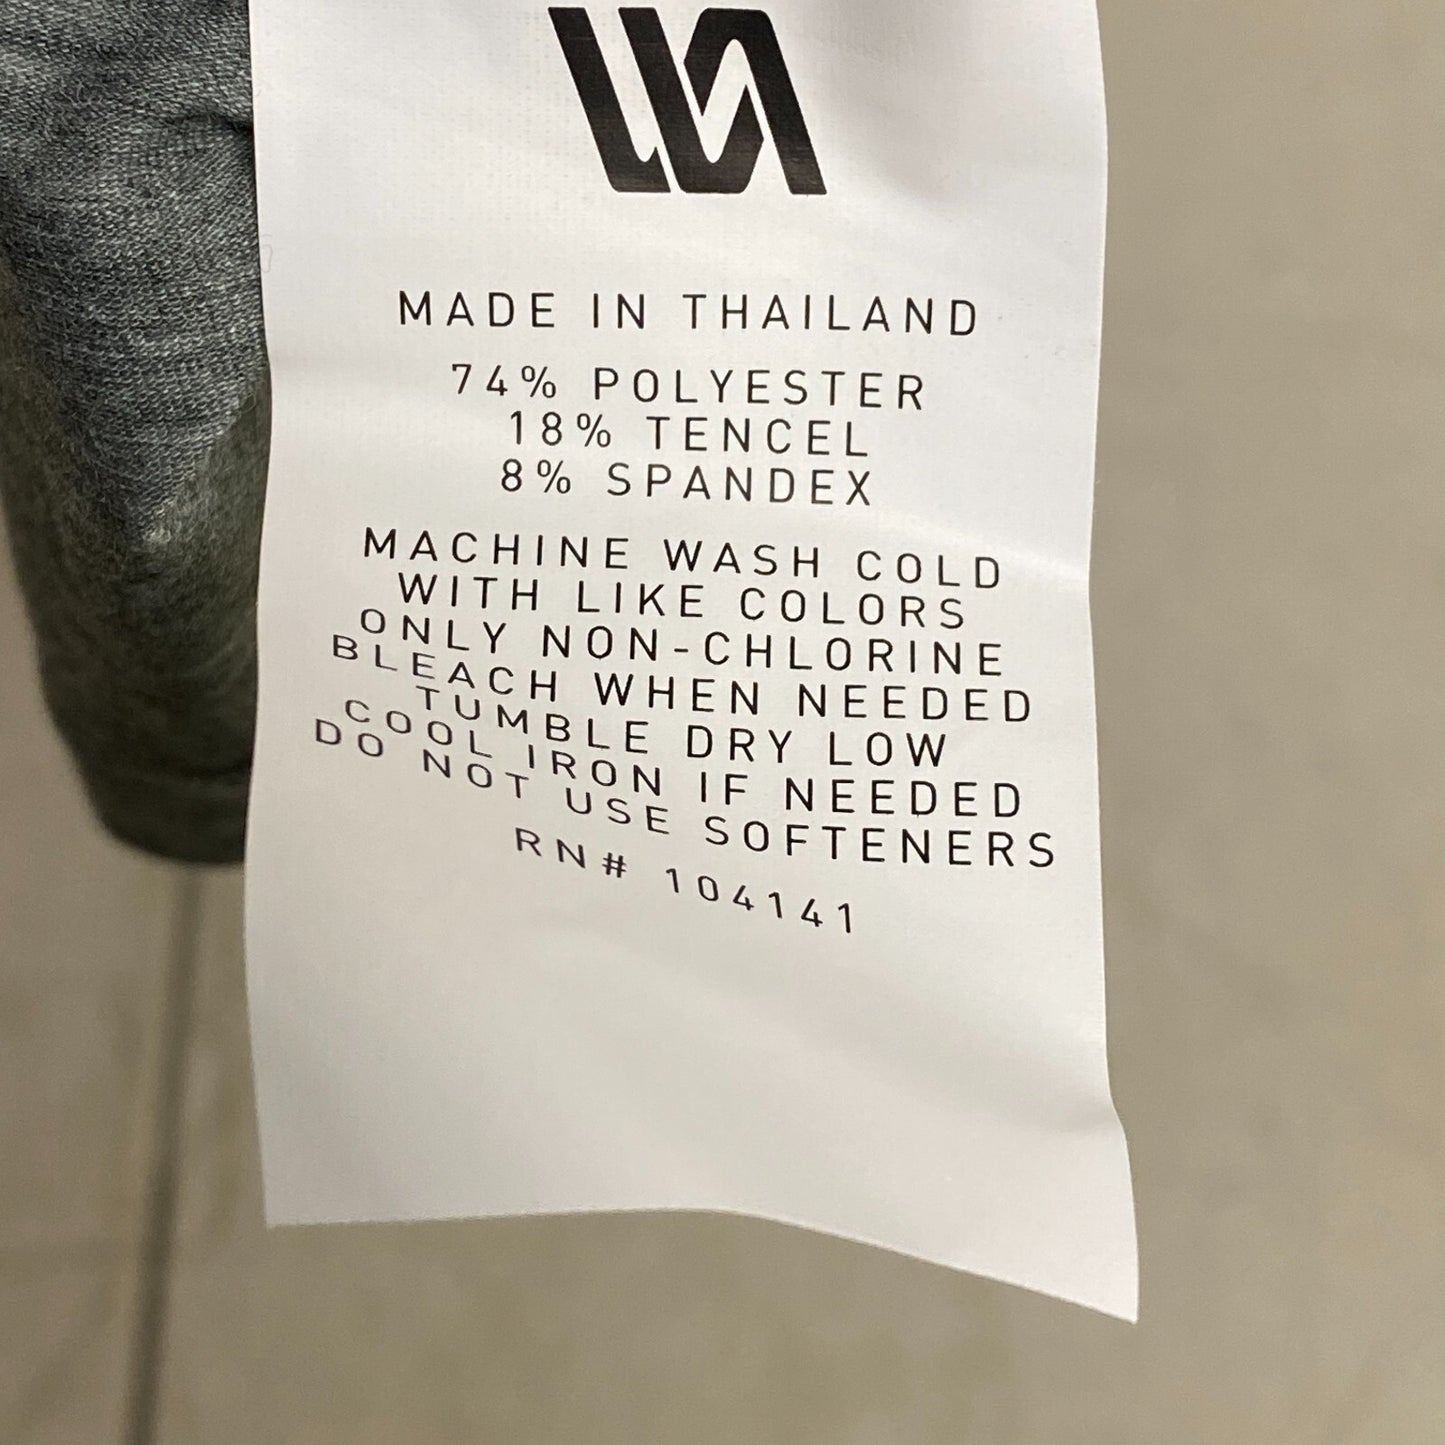 MADE IN THAILAND
74% POLYESTER
18% TENCEL
8% SPANDEX
MACHINE WASH COLD
WITH LIKE COLORS
ONLY NON-CHLORINE
BLEACH WHEN NEEDED
TUMBLE DRY LOW
COOL IRON IF NEEDED
DO NOT USE SOFTENERS
RN# 104141